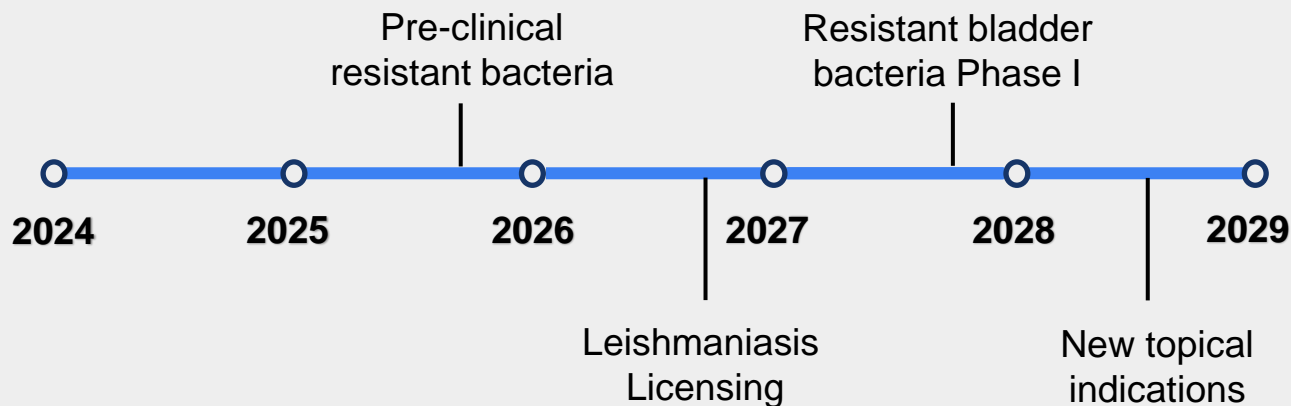 Pre-clinical
resistant bacteria
Resistant bladder
bacteria Phase I
2024
2025
2026
2027
2028
2029
Leishmaniasis
Licensing
New topical
indications